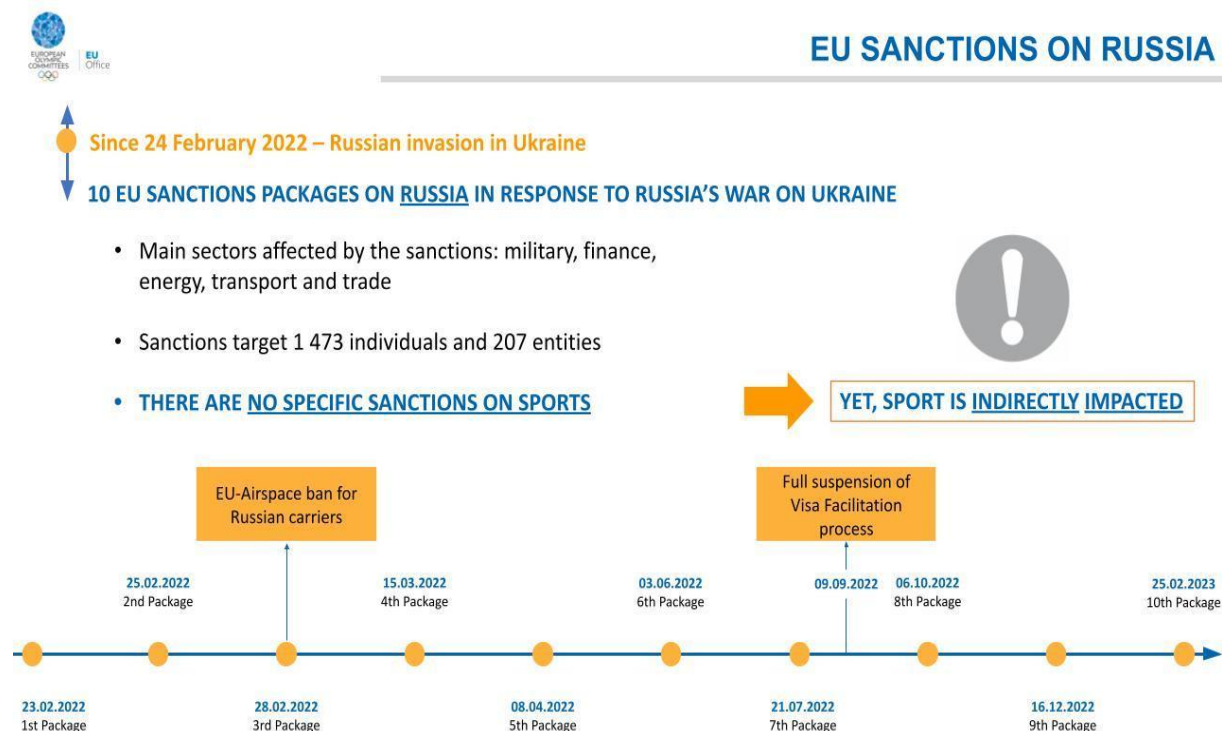 EUROPEAN
OLYMPIC
COMMITTEES
EU
Office
EU SANCTIONS ON RUSSIA
Since 24 February 2022 – Russian invasion in Ukraine
10 EU SANCTIONS PACKAGES ON RUSSIA IN RESPONSE TO RUSSIA'S WAR ON UKRAINE
• Main sectors affected by the sanctions: military, finance,
energy, transport and trade
• Sanctions target 1 473 individuals and 207 entities
• THERE ARE NO SPECIFIC SANCTIONS ON SPORTS
YET, SPORT IS INDIRECTLY IMPACTED
EU-Airspace ban for
Russian carriers
Full suspension of
Visa Facilitation
process
25.02.2022
2nd Package
15.03.2022
4th Package
03.06.2022
6th Package
09.09.2022
06.10.2022
8th Package
25.02.2023
10th Package
23.02.2022
1st Package
28.02.2022
3rd Package
08.04.2022
5th Package
21.07.2022
7th Package
16.12.2022
9th Package